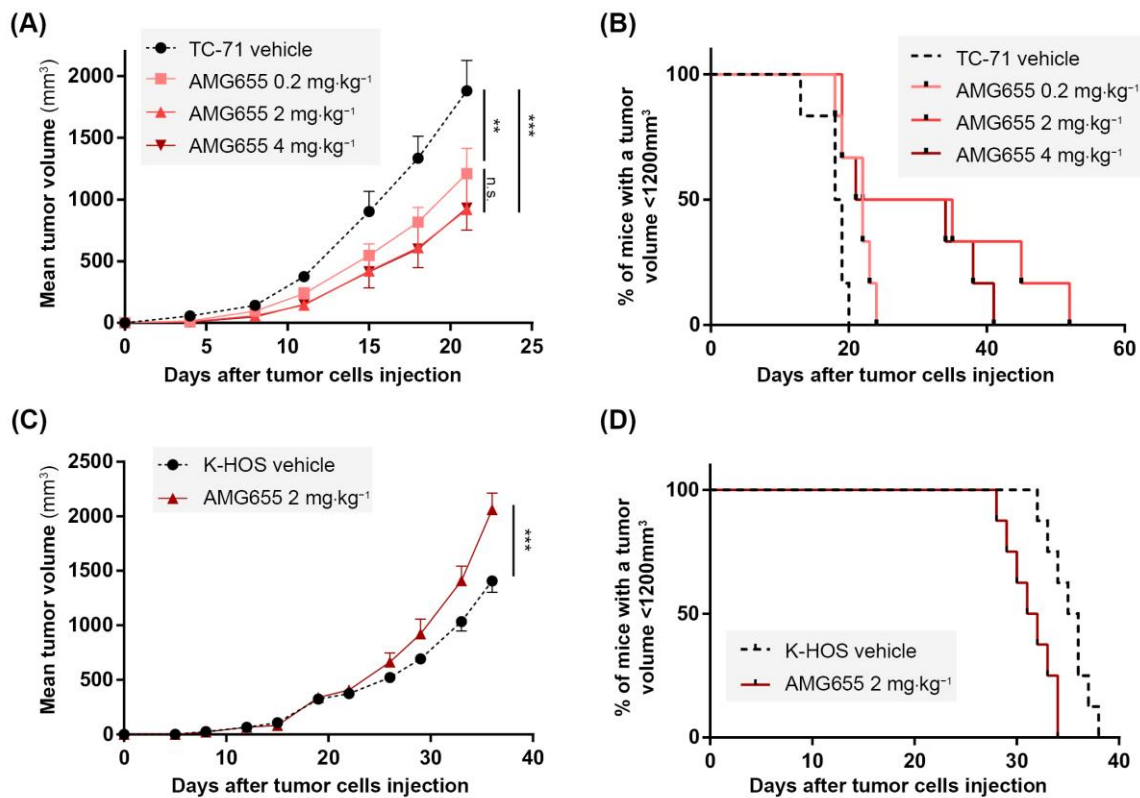 (A)
TC-71 vehicle
AMG655 0.2 mg·kg⁻¹
AMG655 2 mg·kg⁻¹
AMG655 4 mg·kg⁻¹
Mean tumor volume (mm³)
2000
1500
1000
500
0
**
n.s.
***
0 5 10 15 20 25
Days after tumor cells injection
(B)
TC-71 vehicle
AMG655 0.2 mg·kg⁻¹
AMG655 2 mg·kg⁻¹
AMG655 4 mg·kg⁻¹
% of mice with a tumor
volume <1200mm³
100
50
0
0 20 40 60
Days after tumor cells injection
(C)
K-HOS vehicle
AMG655 2 mg·kg⁻¹
Mean tumor volume (mm³)
2500
2000
1500
1000
500
0
***
0 10 20 30 40
Days after tumor cells injection
(D)
% of mice with a tumor
volume <1200mm³
100
50
0
K-HOS vehicle
AMG655 2 mg·kg⁻¹
0 10 20 30 40
Days after tumor cells injection